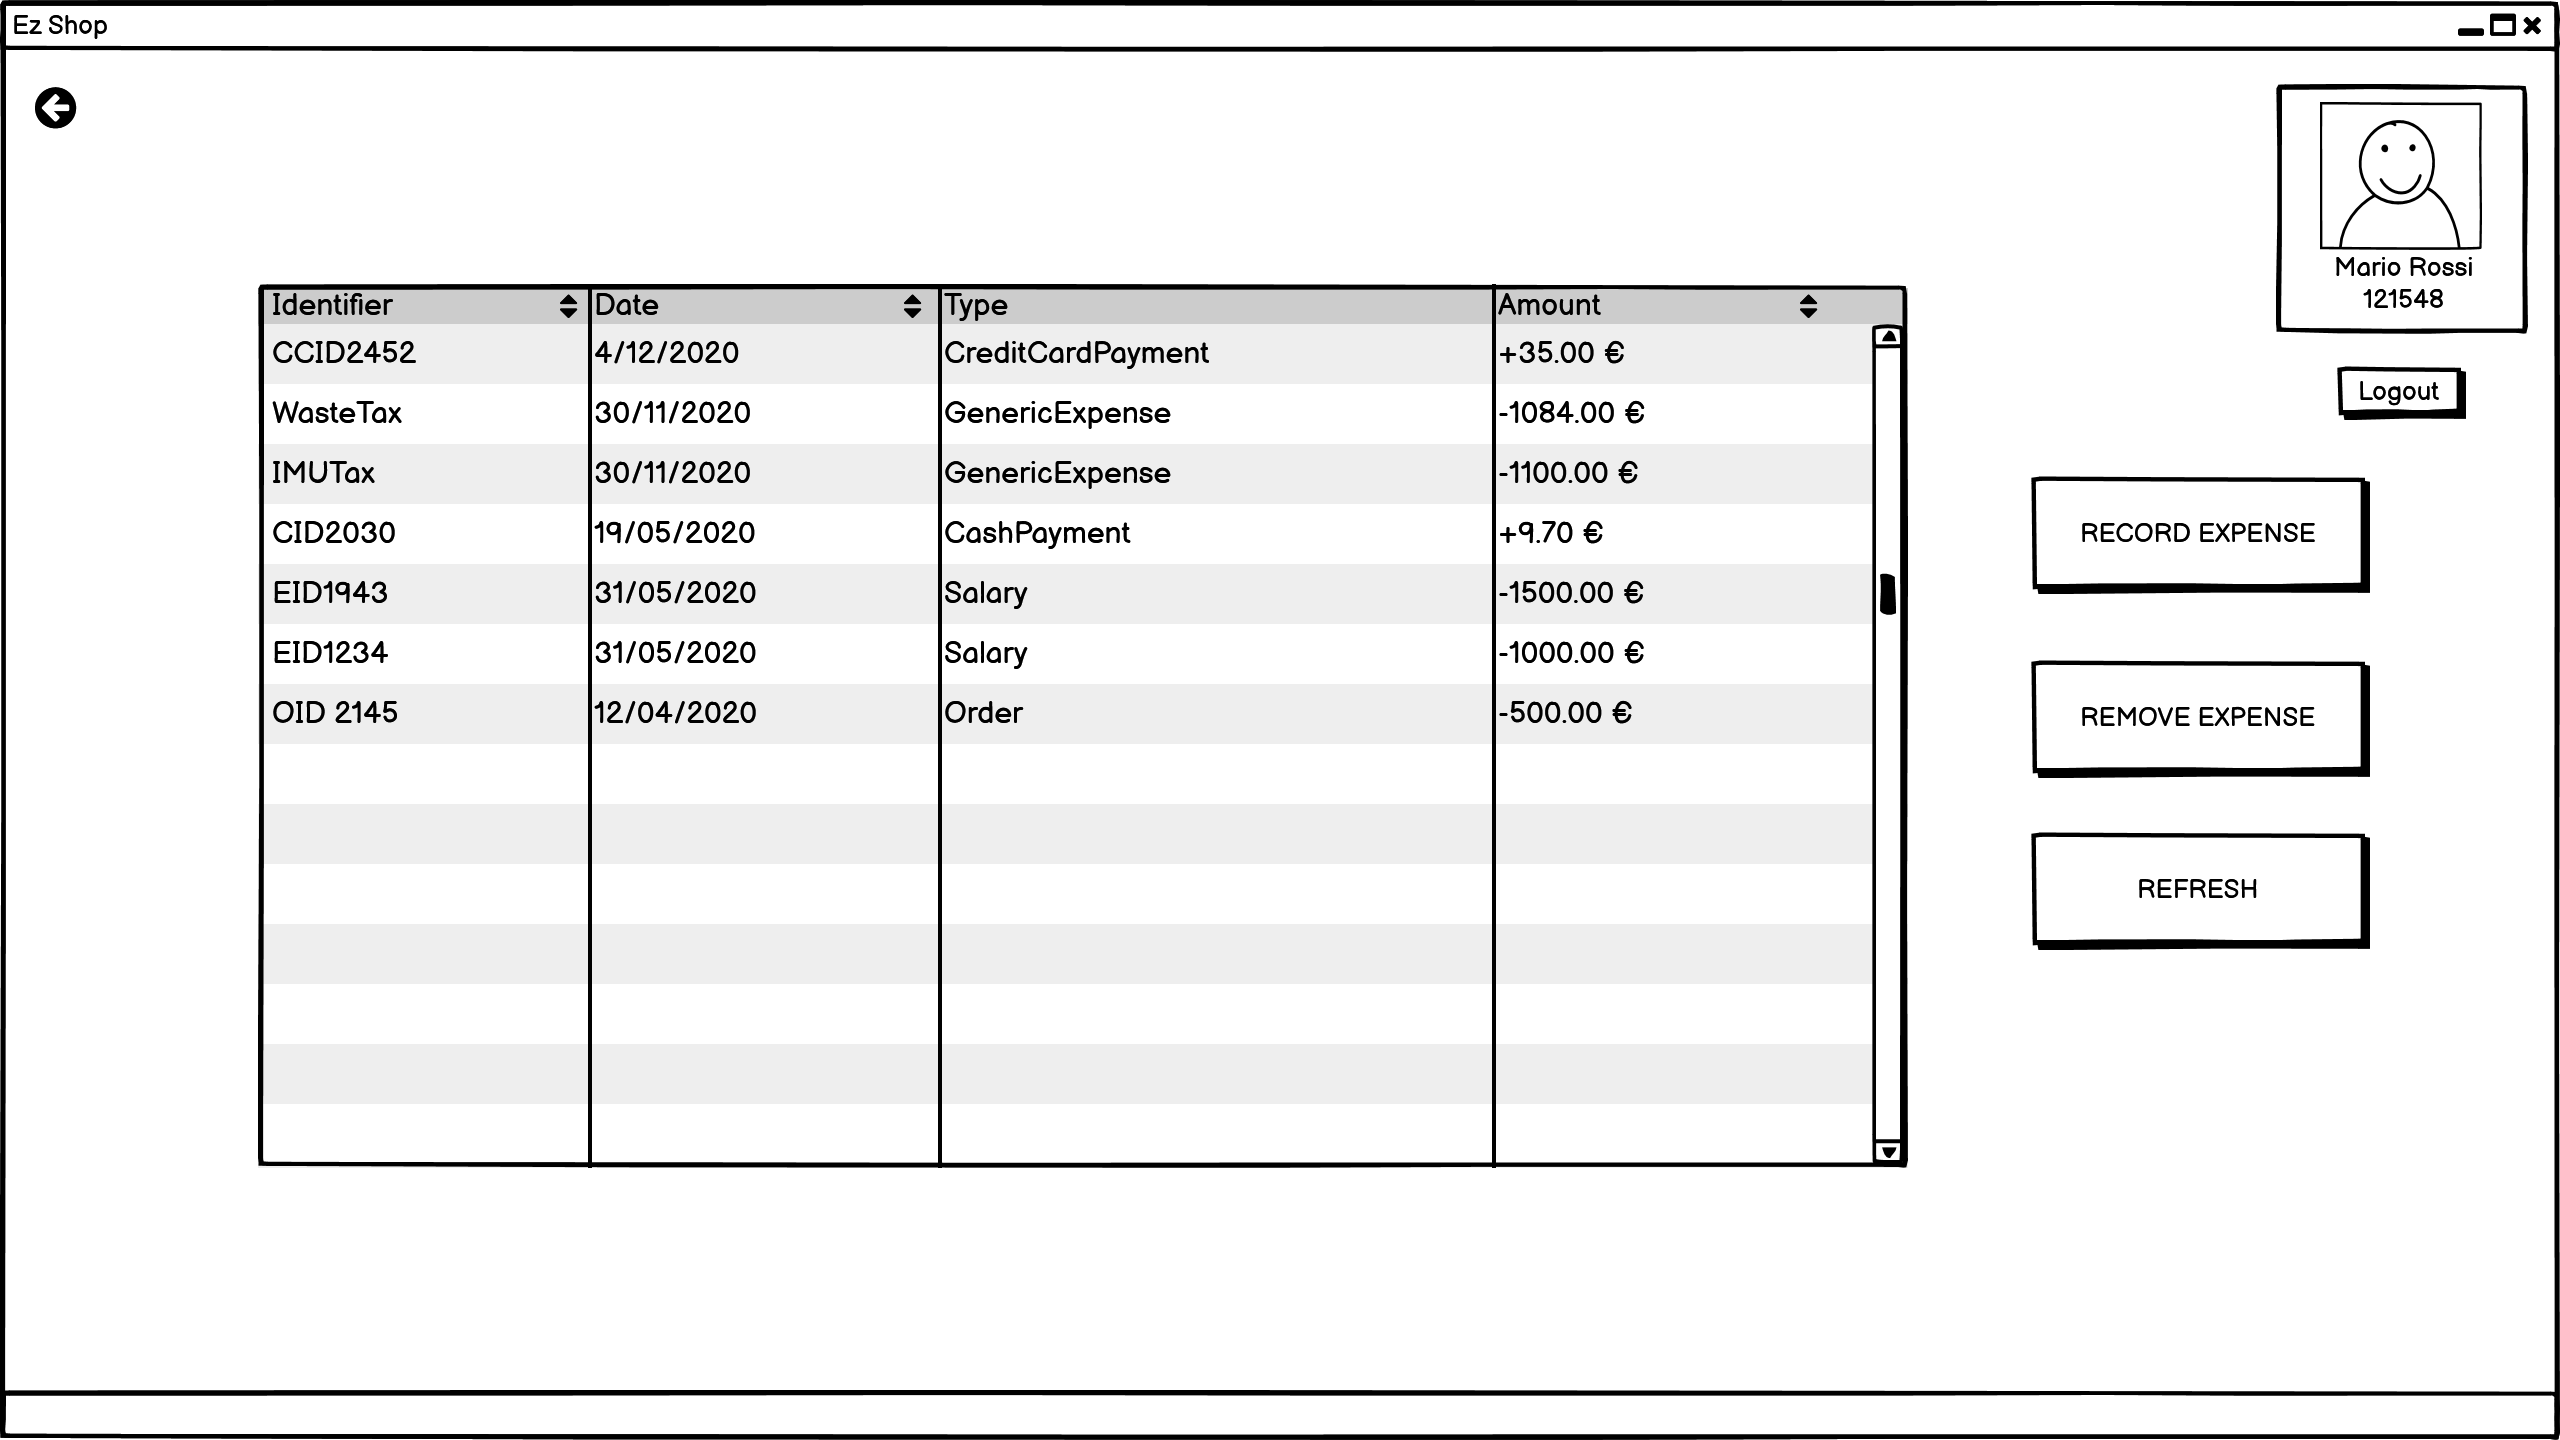 Ez Shop
Mario Rossi
121548
Logout
Identifier Date Type Amount
CCID2452 4/12/2020 CreditCardPayment +35.00 €
WasteTax 30/11/2020 GenericExpense -1084.00 €
IMUTax 30/11/2020 GenericExpense -1100.00 €
CID2030 19/05/2020 CashPayment +9.70 €
EID1943 31/05/2020 Salary -1500.00 €
EID1234 31/05/2020 Salary -1000.00 €
OID 2145 12/04/2020 Order -500.00 €
RECORD EXPENSE
REMOVE EXPENSE
REFRESH